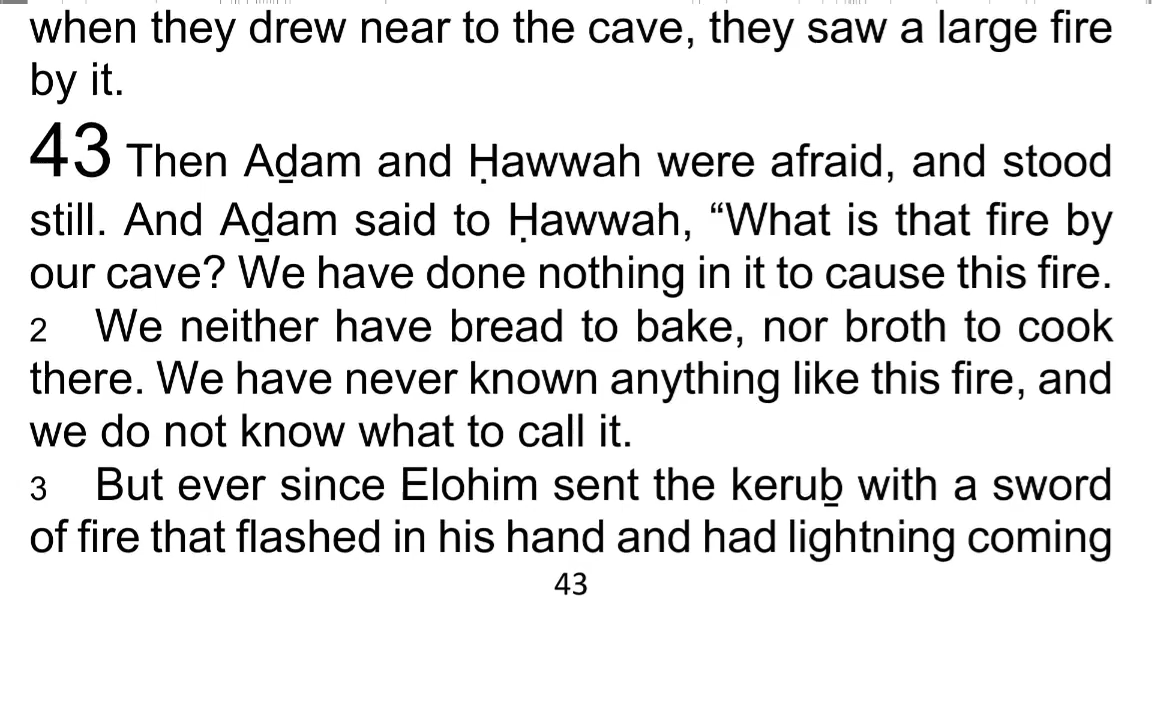 when they drew near to the cave, they saw a large fire
by it.
43 Then Aḏam and Ḥawwah were afraid, and stood
still. And Aḏam said to Ḥawwah, “What is that fire by
our cave? We have done nothing in it to cause this fire.
2 We neither have bread to bake, nor broth to cook
there. We have never known anything like this fire, and
we do not know what to call it.
3 But ever since Elohim sent the keruḇ with a sword
of fire that flashed in his hand and had lightning coming
43